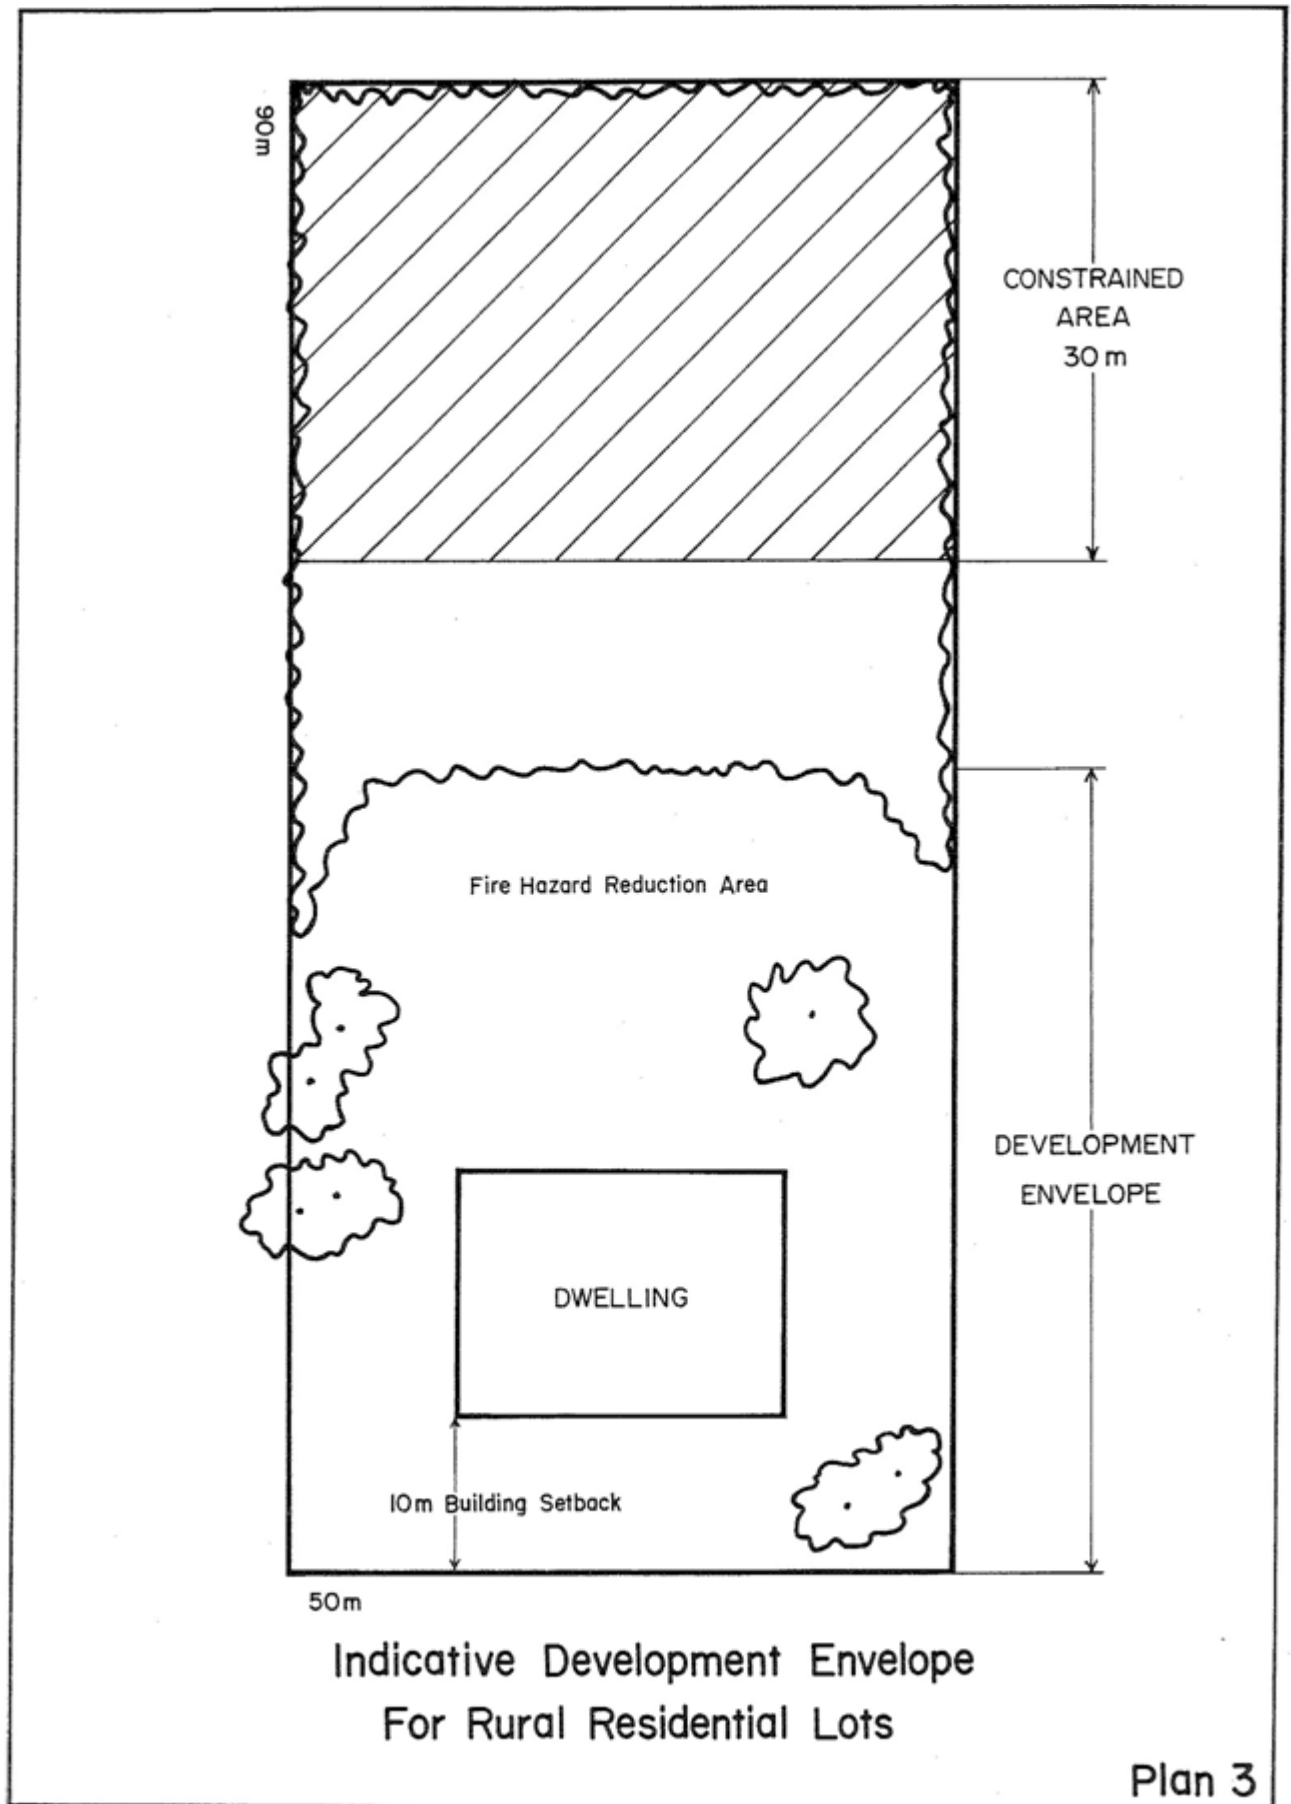 90m
CONSTRAINED
AREA
30m
Fire Hazard Reduction Area
DEVELOPMENT
ENVELOPE
DWELLING
10m Building Setback
50m
Indicative Development Envelope
For Rural Residential Lots
Plan 3